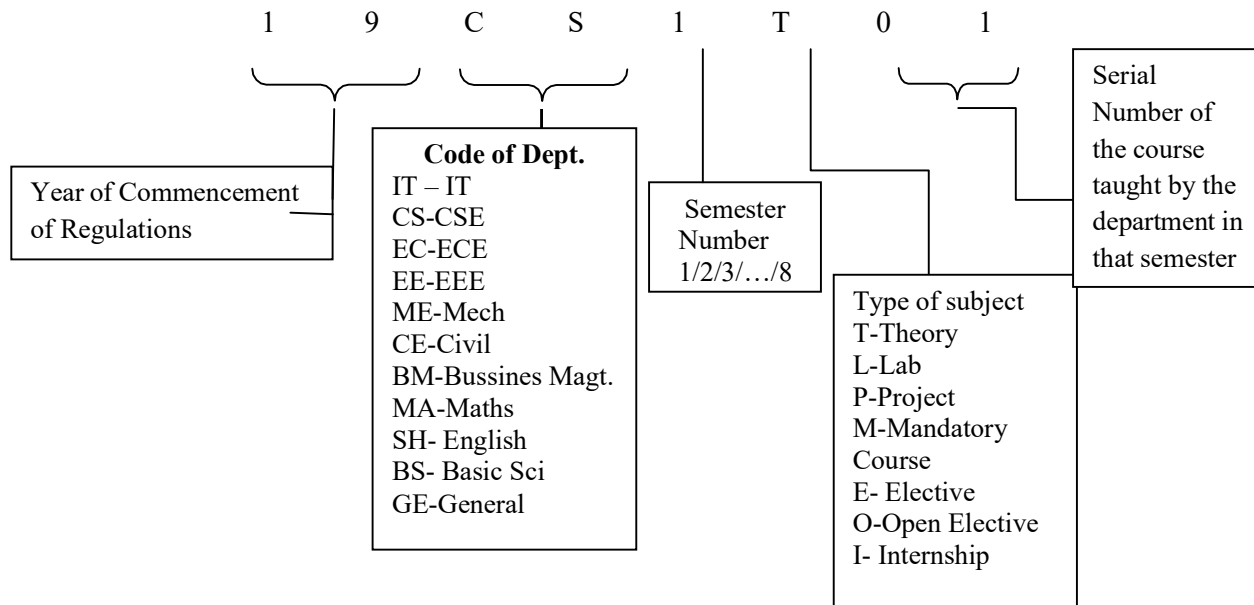 1 9 C S 1 T 0 1
Year of Commencement
of Regulations
Code of Dept.
IT – IT
CS-CSE
EC-ECE
EE-EEE
ME-Mech
CE-Civil
BM-Bussines Magt.
MA-Maths
SH- English
BS- Basic Sci
GE-General
Semester
Number
1/2/3/…/8
Type of subject
T-Theory
L-Lab
P-Project
M-Mandatory
Course
E- Elective
O-Open Elective
I- Internship
Serial
Number of
the course
taught by the
department in
that semester